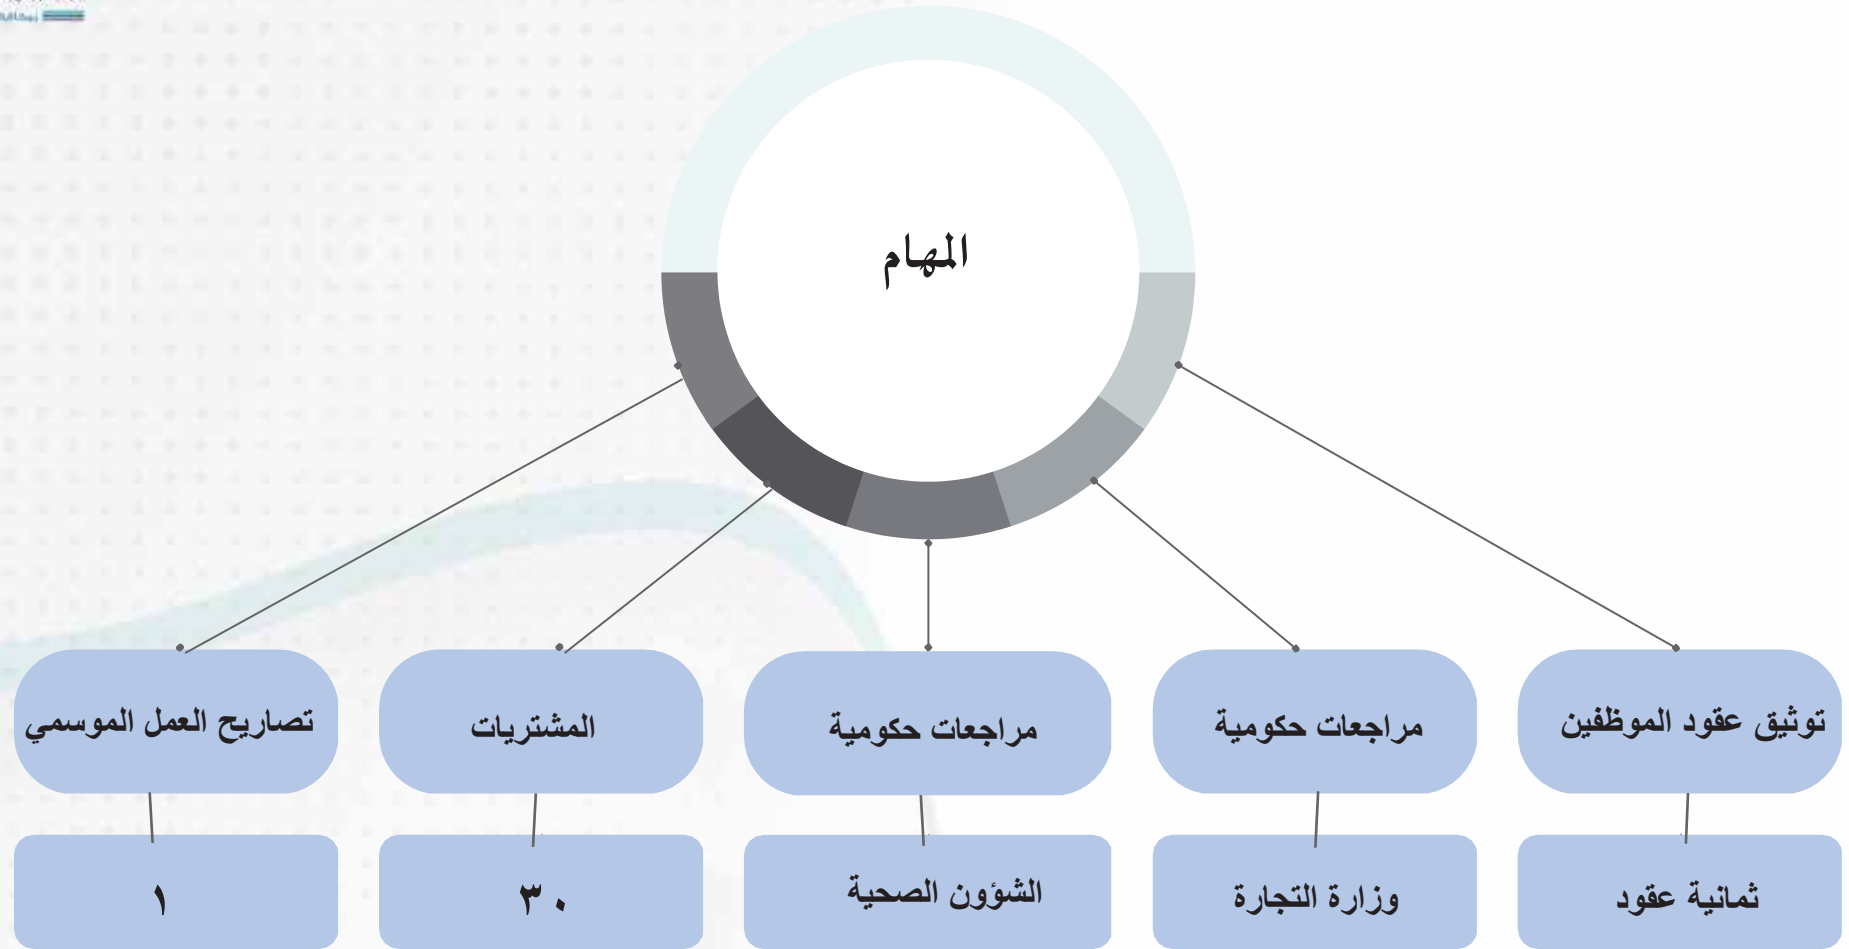 المهام
توثيق عقود الموظفين
مراجعات حكومية
مراجعات حكومية
المشتريات
تصاريح العمل الموسمي
ثمانية عقود
وزارة التجارة
الشؤون الصحية
٣٠
١